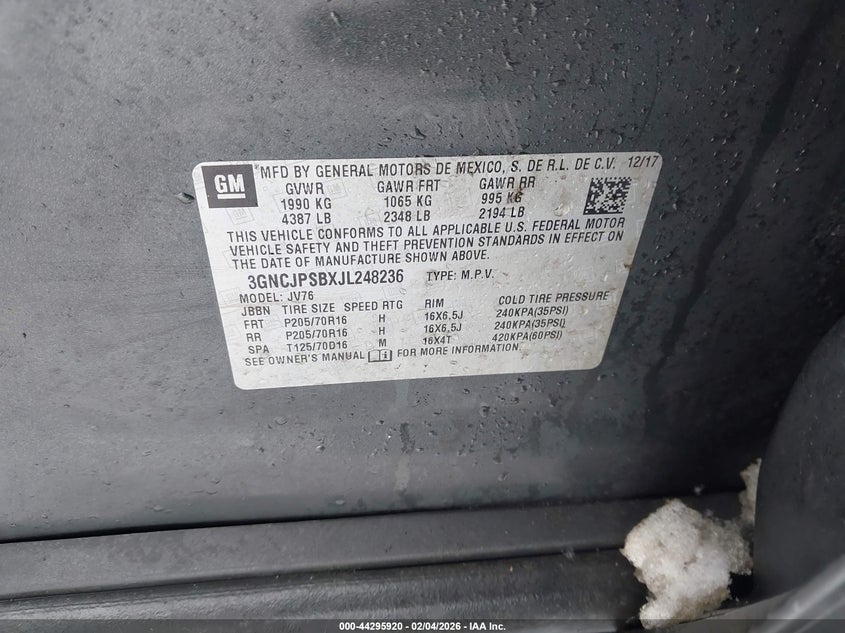 GM
MFD BY GENERAL MOTORS DE MEXICO, S. DE R.L. DE C.V. 12/17
GVWR GAWR FRT GAWR RR
1990 KG 1065 KG 995 KG
4387 LB 2348 LB 2194 LB
THIS VEHICLE CONFORMS TO ALL APPLICABLE U.S. FEDERAL MOTOR
VEHICLE SAFETY AND THEFT PREVENTION STANDARDS IN EFFECT ON
THE DATE OF MANUFACTURE SHOWN ABOVE.
3GNCJPSBXJL248236 TYPE: M.P.V.
MODEL: JV76
JBBN TIRE SIZE SPEED RTG RIM COLD TIRE PRESSURE
FRT P205/70R16 H 16X6.5J 240KPA(35PSI)
RR P205/70R16 H 16X6.5J 240KPA(35PSI)
SPA T125/70D16 M 16X4T 420KPA(60PSI)
SEE OWNER'S MANUAL FOR MORE INFORMATION.
000-44295920 - 02/04/2026 - IAA Inc.